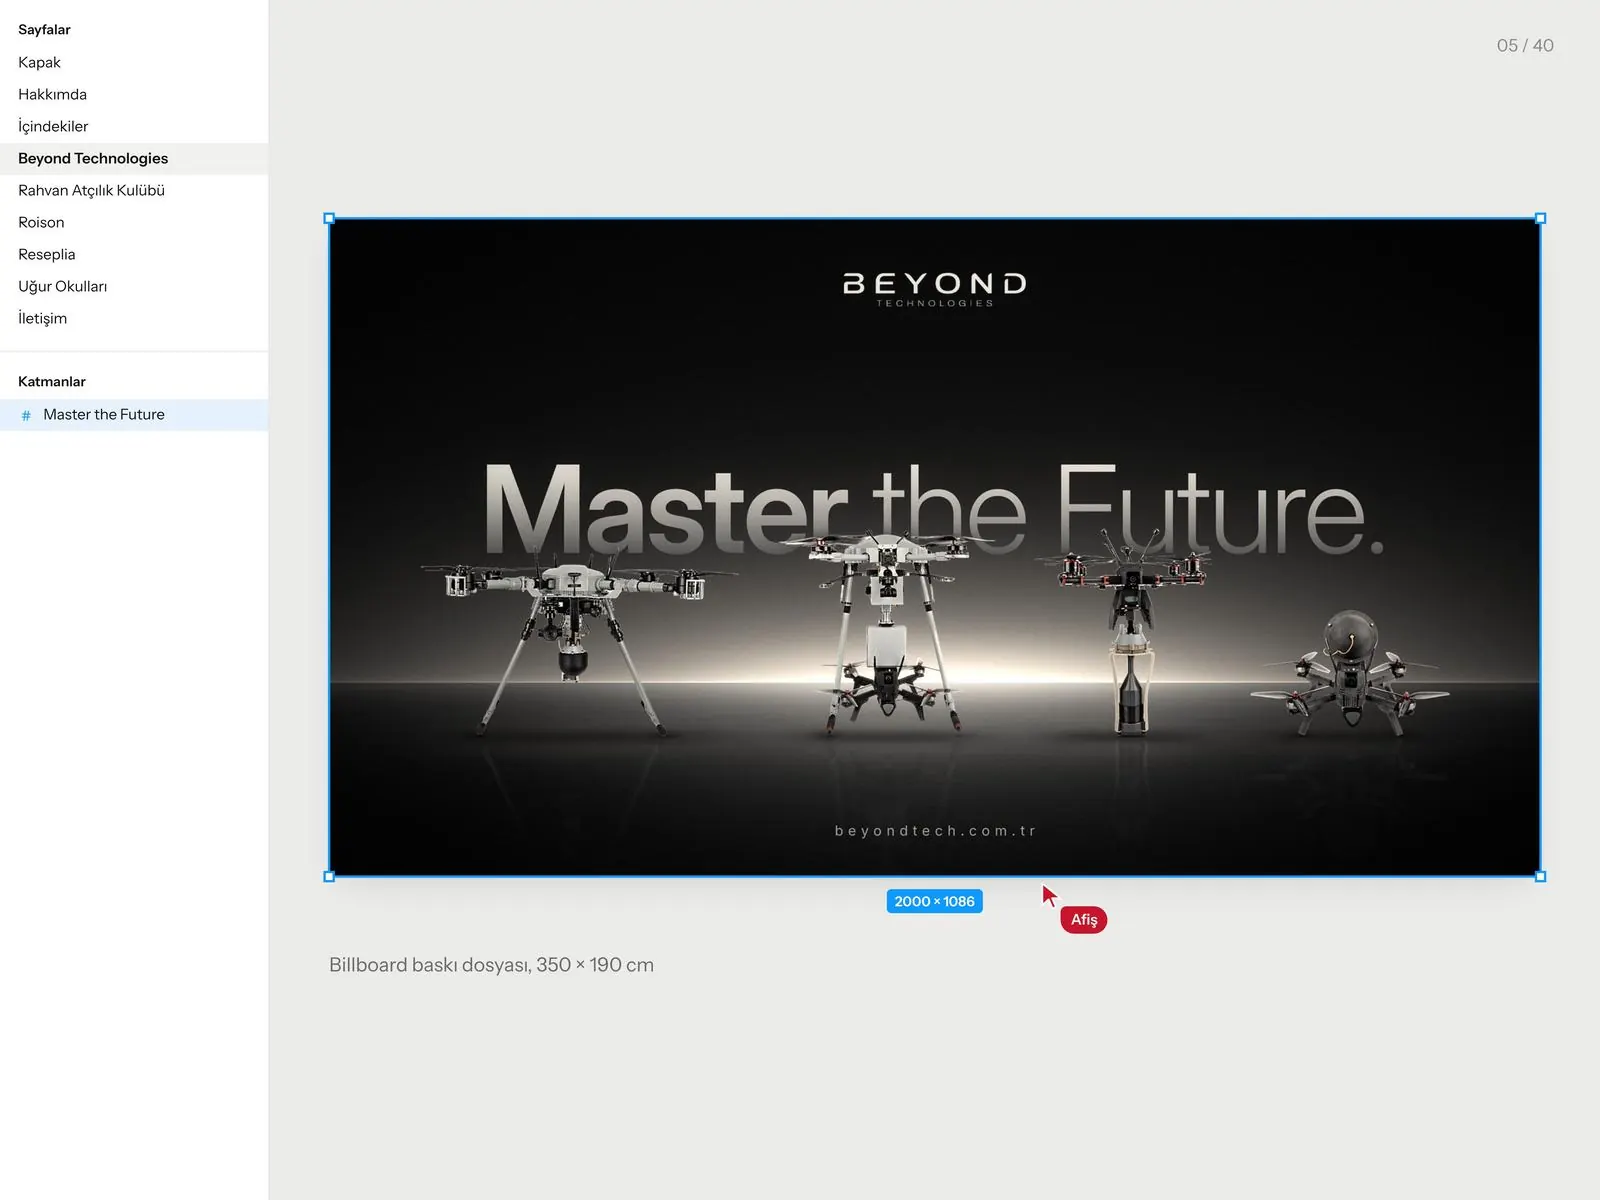 Sayfalar
Kapak
Hakkımda
İçindekiler
Beyond Technologies
Rahvan Atçılık Kulübü
Roison
Reseplia
Uğur Okulları
İletişim
Katmanlar
# Master the Future
05 / 40
BEYOND
TECHNOLOGIES
Master the Future.
beyondtech.com.tr
2000 × 1086
Afiş
Billboard baskı dosyası, 350 × 190 cm